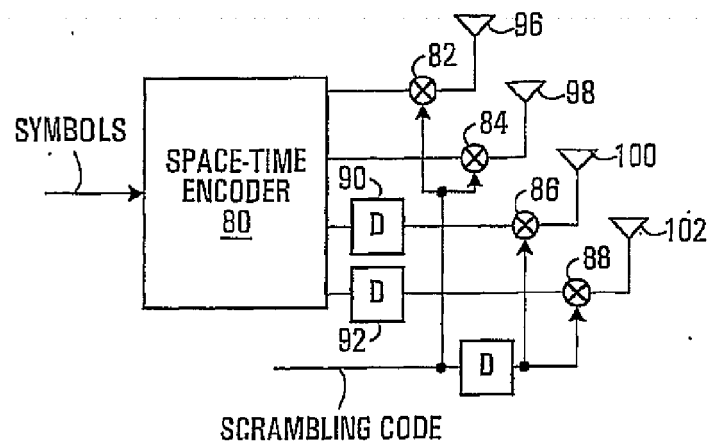 96
82
98
84
SYMBOLS
SPACE-TIME
ENCODER
80
100
90
D
86
102
88
D
92
D
SCRAMBLING CODE